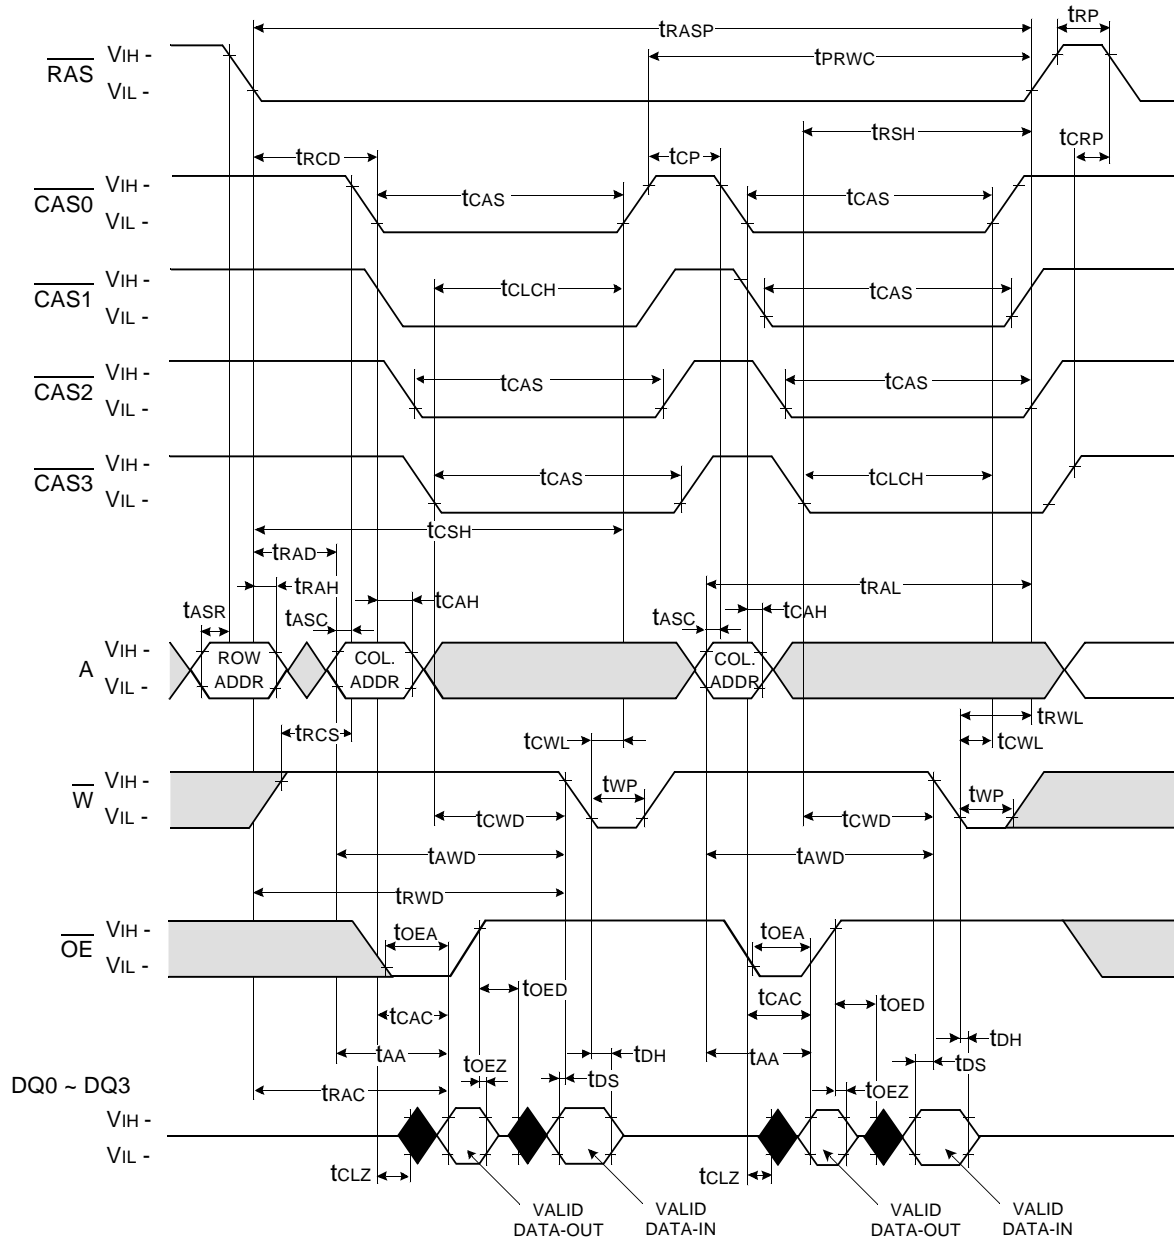 tRASP
tRP
RAS
VIH -
VIL -
tPRWC
tRSH
tCRP
tRCD
tCP
CAS0
VIH -
VIL -
tCAS
tCAS
CAS1
VIH -
VIL -
tCLCH
tCAS
CAS2
VIH -
VIL -
tCAS
tCAS
CAS3
VIH -
VIL -
tCAS
tCLCH
tCSH
tRAD
tRAH
tCAH
tRAL
tASR
tASC
tASC
tCAH
A
VIH -
VIL -
ROW
ADDR
COL.
ADDR
COL.
ADDR
tRCS
tCWL
tRWL
tCWL
W
VIH -
VIL -
tWP
tWP
tCWD
tCWD
tAWD
tAWD
tRWD
OE
VIH -
VIL -
tOEA
tOEA
tOED
tOED
tCAC
tCAC
tAA
tDH
tAA
tDH
tOEZ
tDS
tOEZ
tDS
tRAC
DQ0 ~ DQ3
VIH -
VIL -
tCLZ
tCLZ
VALID
DATA-OUT
VALID
DATA-IN
VALID
DATA-OUT
VALID
DATA-IN